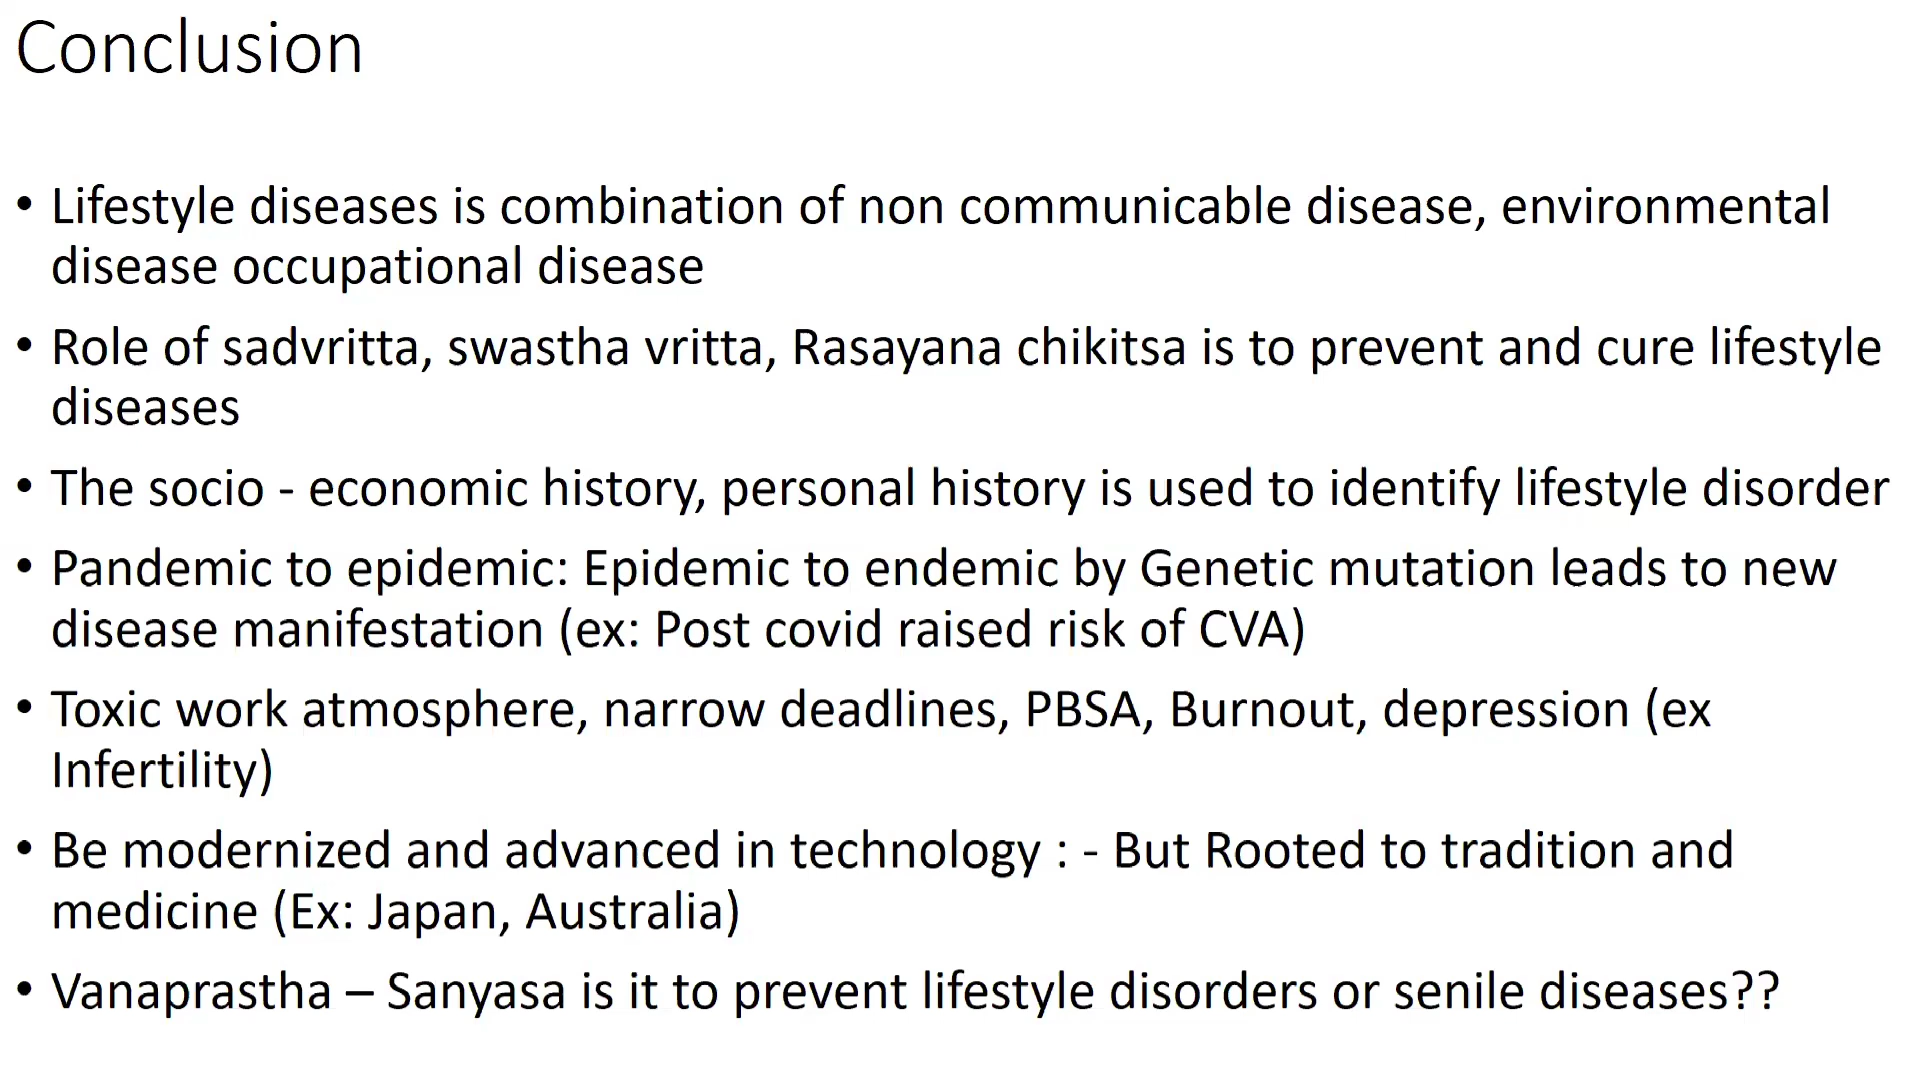 Conclusion
• Lifestyle diseases is combination of non communicable disease, environmental
disease occupational disease
• Role of sadvritta, swastha vritta, Rasayana chikitsa is to prevent and cure lifestyle
diseases
• The socio - economic history, personal history is used to identify lifestyle disorder
• Pandemic to epidemic: Epidemic to endemic by Genetic mutation leads to new
disease manifestation (ex: Post covid raised risk of CVA)
• Toxic work atmosphere, narrow deadlines, PBSA, Burnout, depression (ex
Infertility)
• Be modernized and advanced in technology : - But Rooted to tradition and
medicine (Ex: Japan, Australia)
• Vanaprastha – Sanyasa is it to prevent lifestyle disorders or senile diseases??